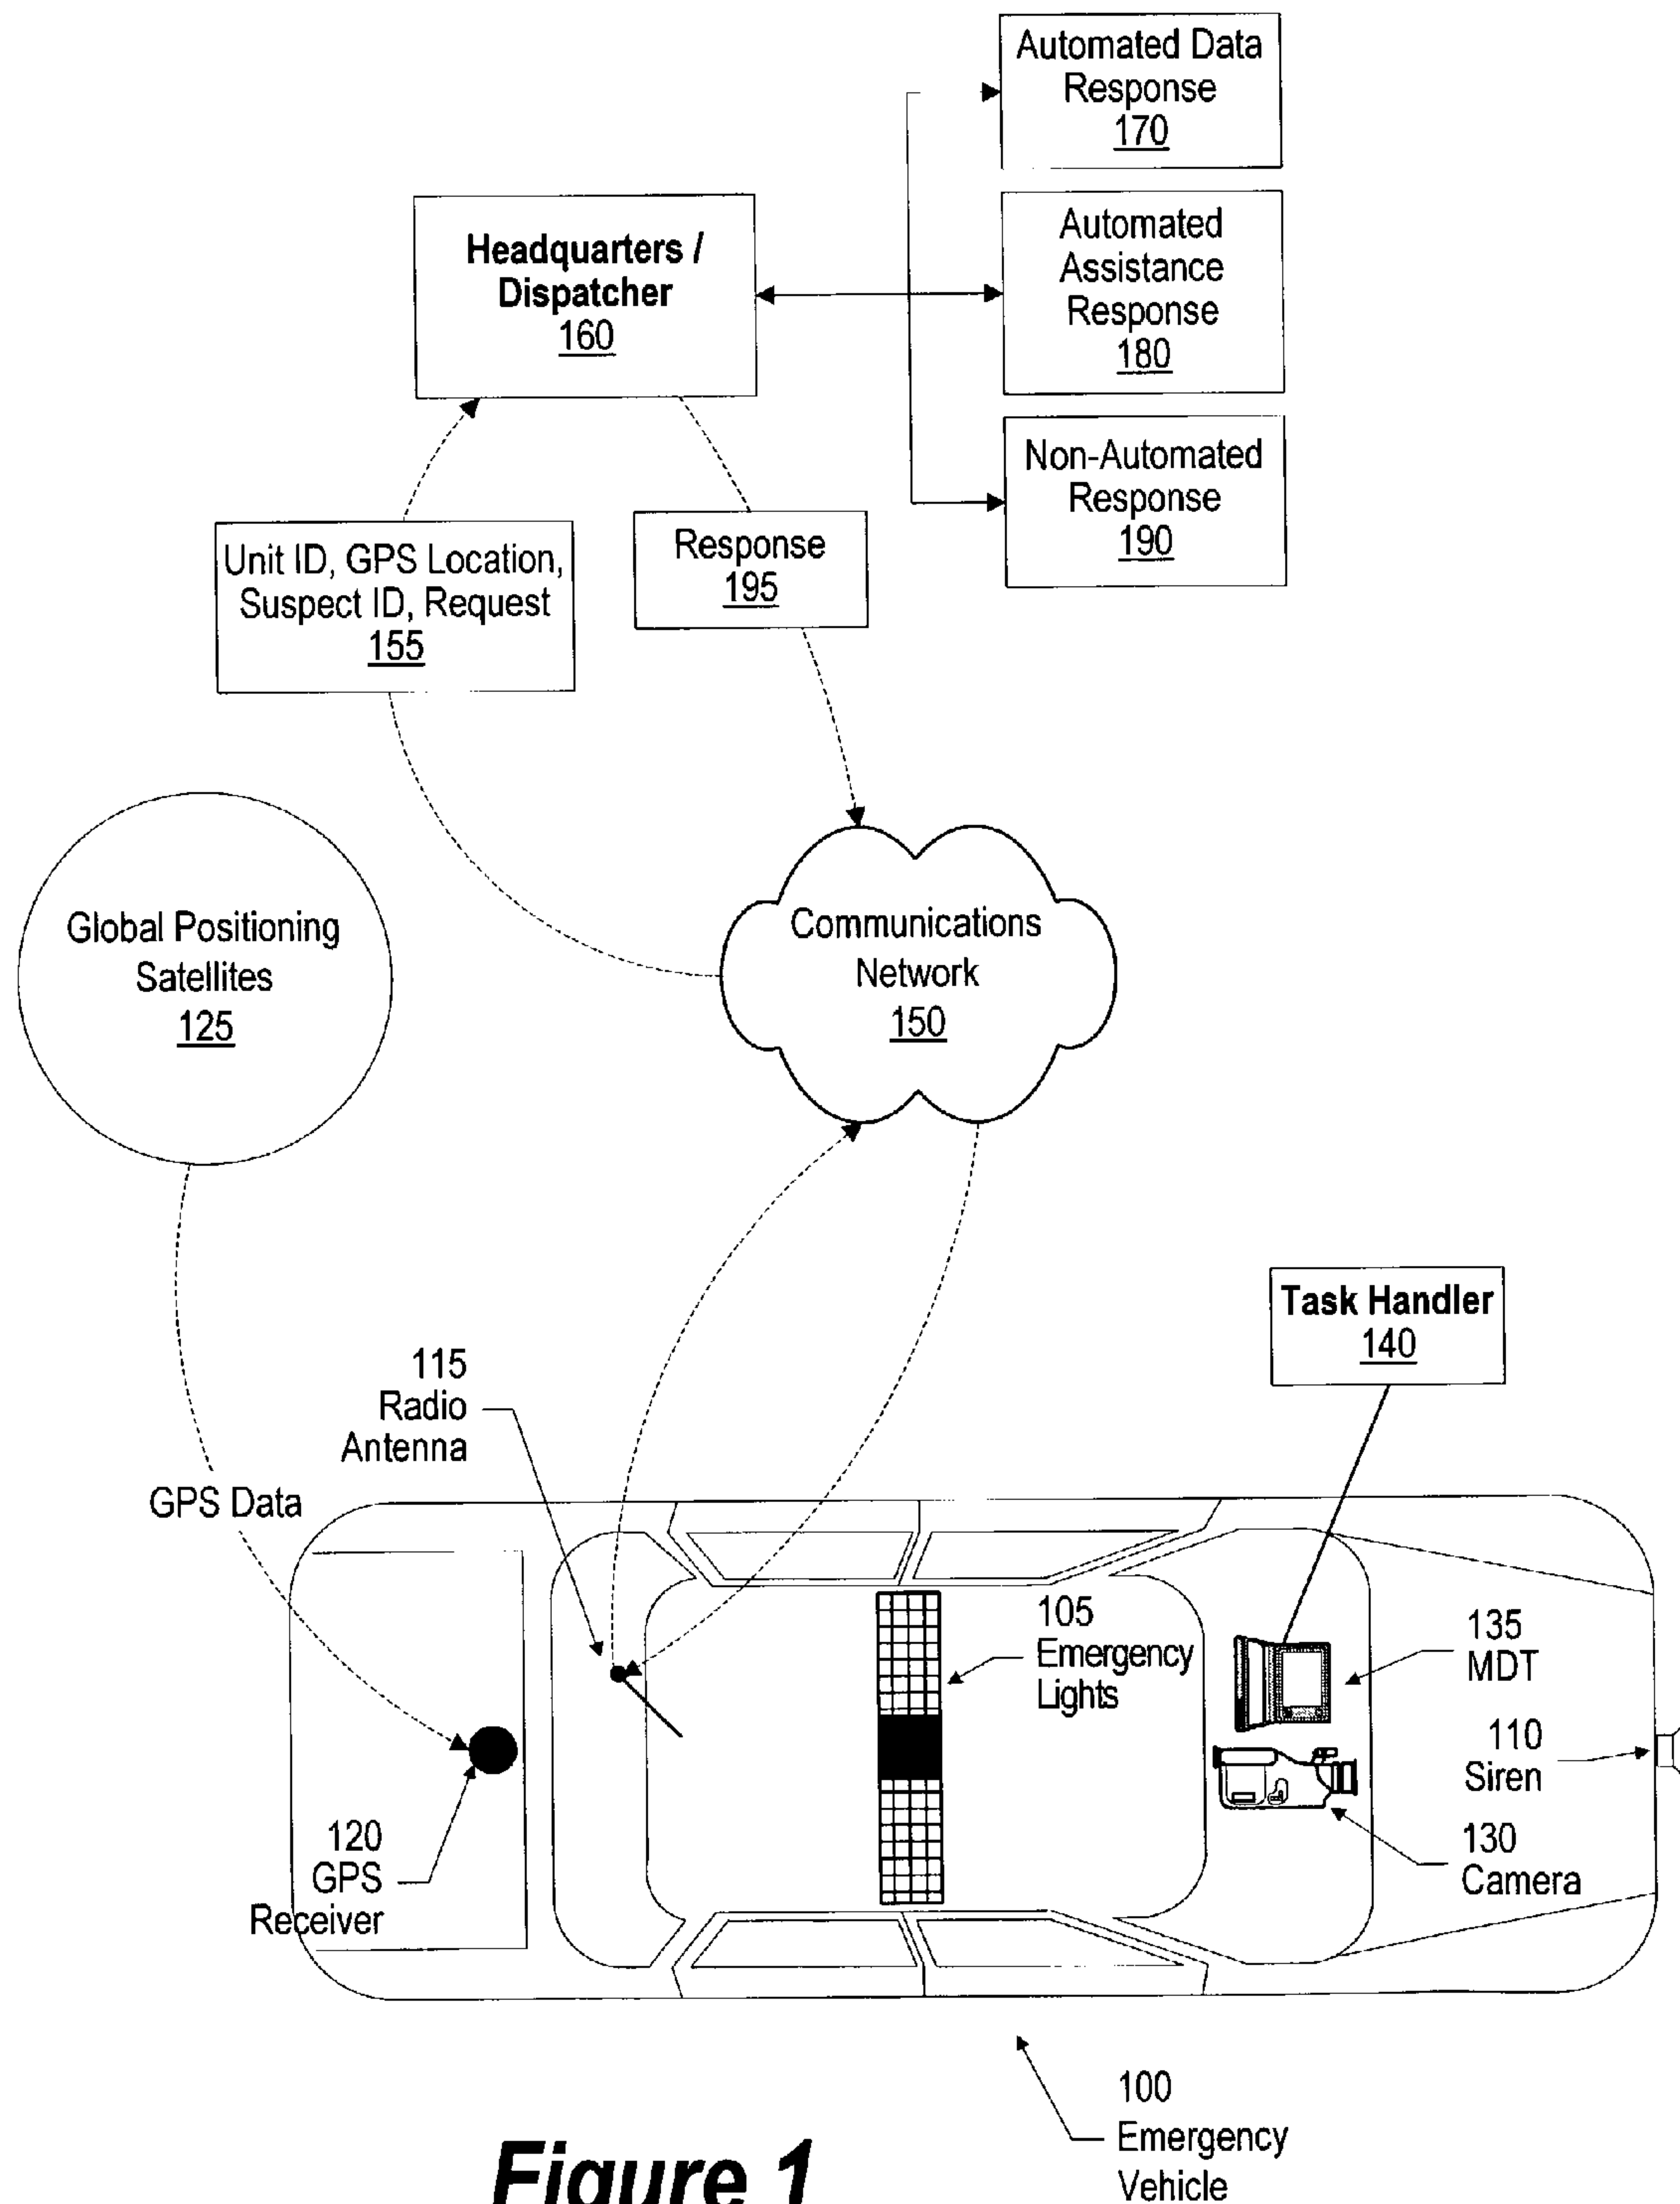 Automated Data
Response
170
Automated
Assistance
Response
180
Headquarters /
Dispatcher
160
Non-Automated
Response
190
Unit ID, GPS Location,
Suspect ID, Request
155
Response
195
Global Positioning
Satellites
125
Communications
Network
150
Task Handler
140
115
Radio
Antenna
GPS Data
105
Emergency
Lights
135
MDT
110
Siren
120
GPS
Receiver
130
Camera
100
Emergency
Vehicle
Figure 1